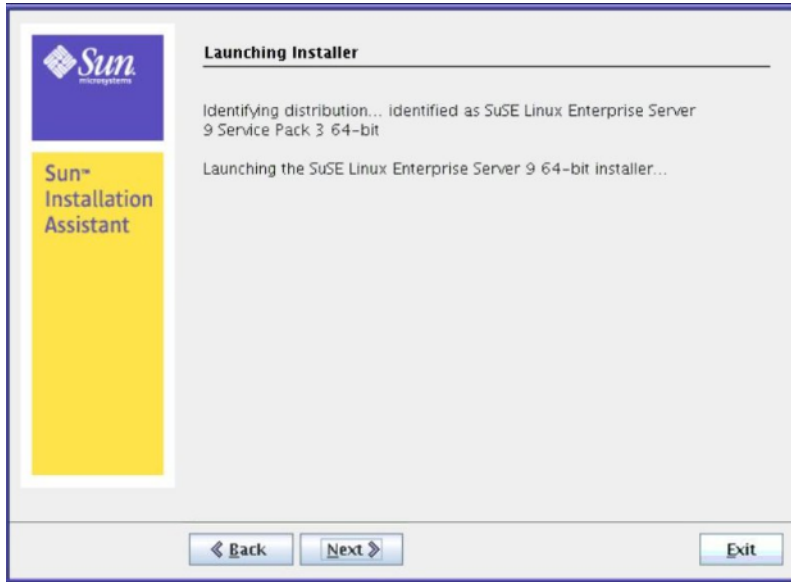 Sun
microsystems
Sun™
Installation
Assistant
Launching Installer
Identifying distribution... identified as SuSE Linux Enterprise Server
9 Service Pack 3 64-bit
Launching the SuSE Linux Enterprise Server 9 64-bit installer...
Back
Next
Exit